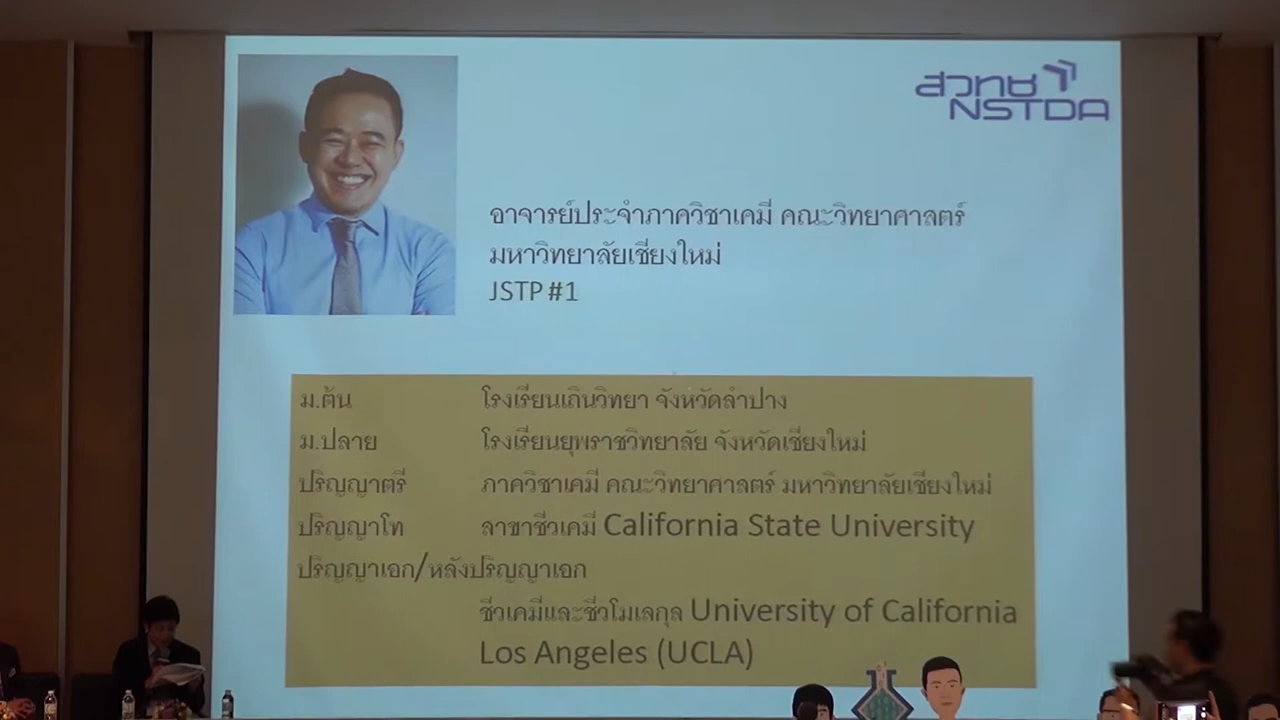 สวทช
NSTDA
อาจารย์ประจำภาควิชาเคมี คณะวิทยาศาสตร์
มหาวิทยาลัยเชียงใหม่
JSTP #1
ม.ต้น โรงเรียนเถินวิทยา จังหวัดลำปาง
ม.ปลาย โรงเรียนยุพราชวิทยาลัย จังหวัดเชียงใหม่
ปริญญาตรี ภาควิชาเคมี คณะวิทยาศาสตร์ มหาวิทยาลัยเชียงใหม่
ปริญญาโท สาขาชีวเคมี California State University
ปริญญาเอก/หลังปริญญาเอก
ชีวเคมีและชีวโมเลกุล University of California
Los Angeles (UCLA)